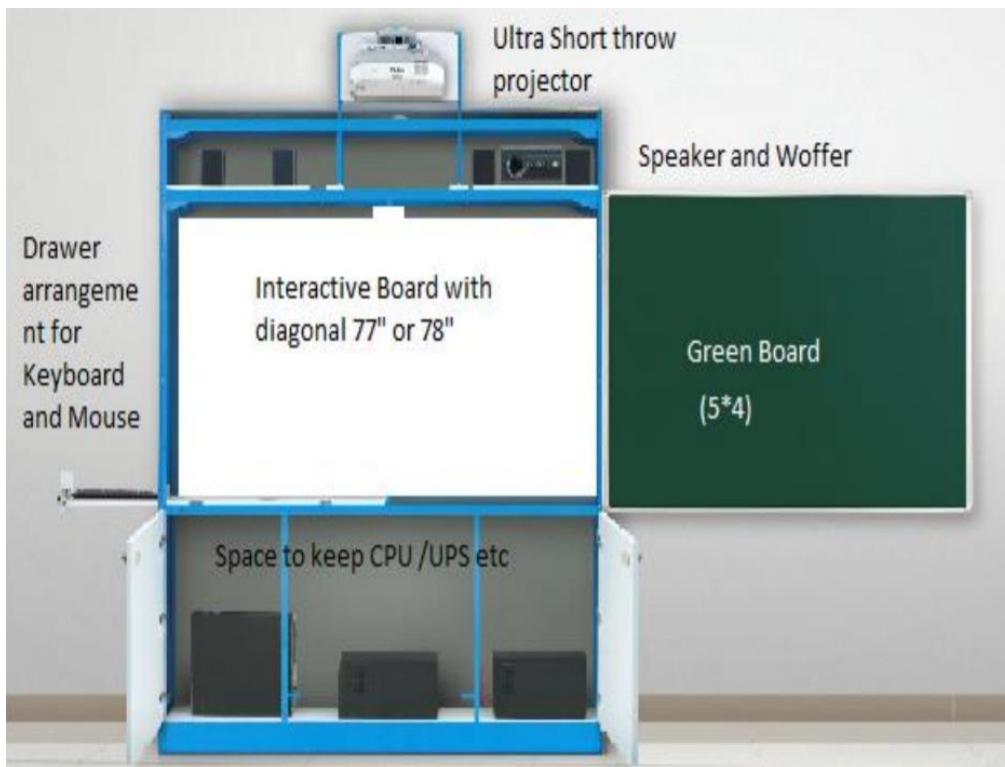 Ultra Short throw
projector
Speaker and Woffer
Drawer
arrangeme
nt for
Keyboard
and Mouse
Interactive Board with
diagonal 77" or 78"
Green Board
(5*4)
Space to keep CPU /UPS etc